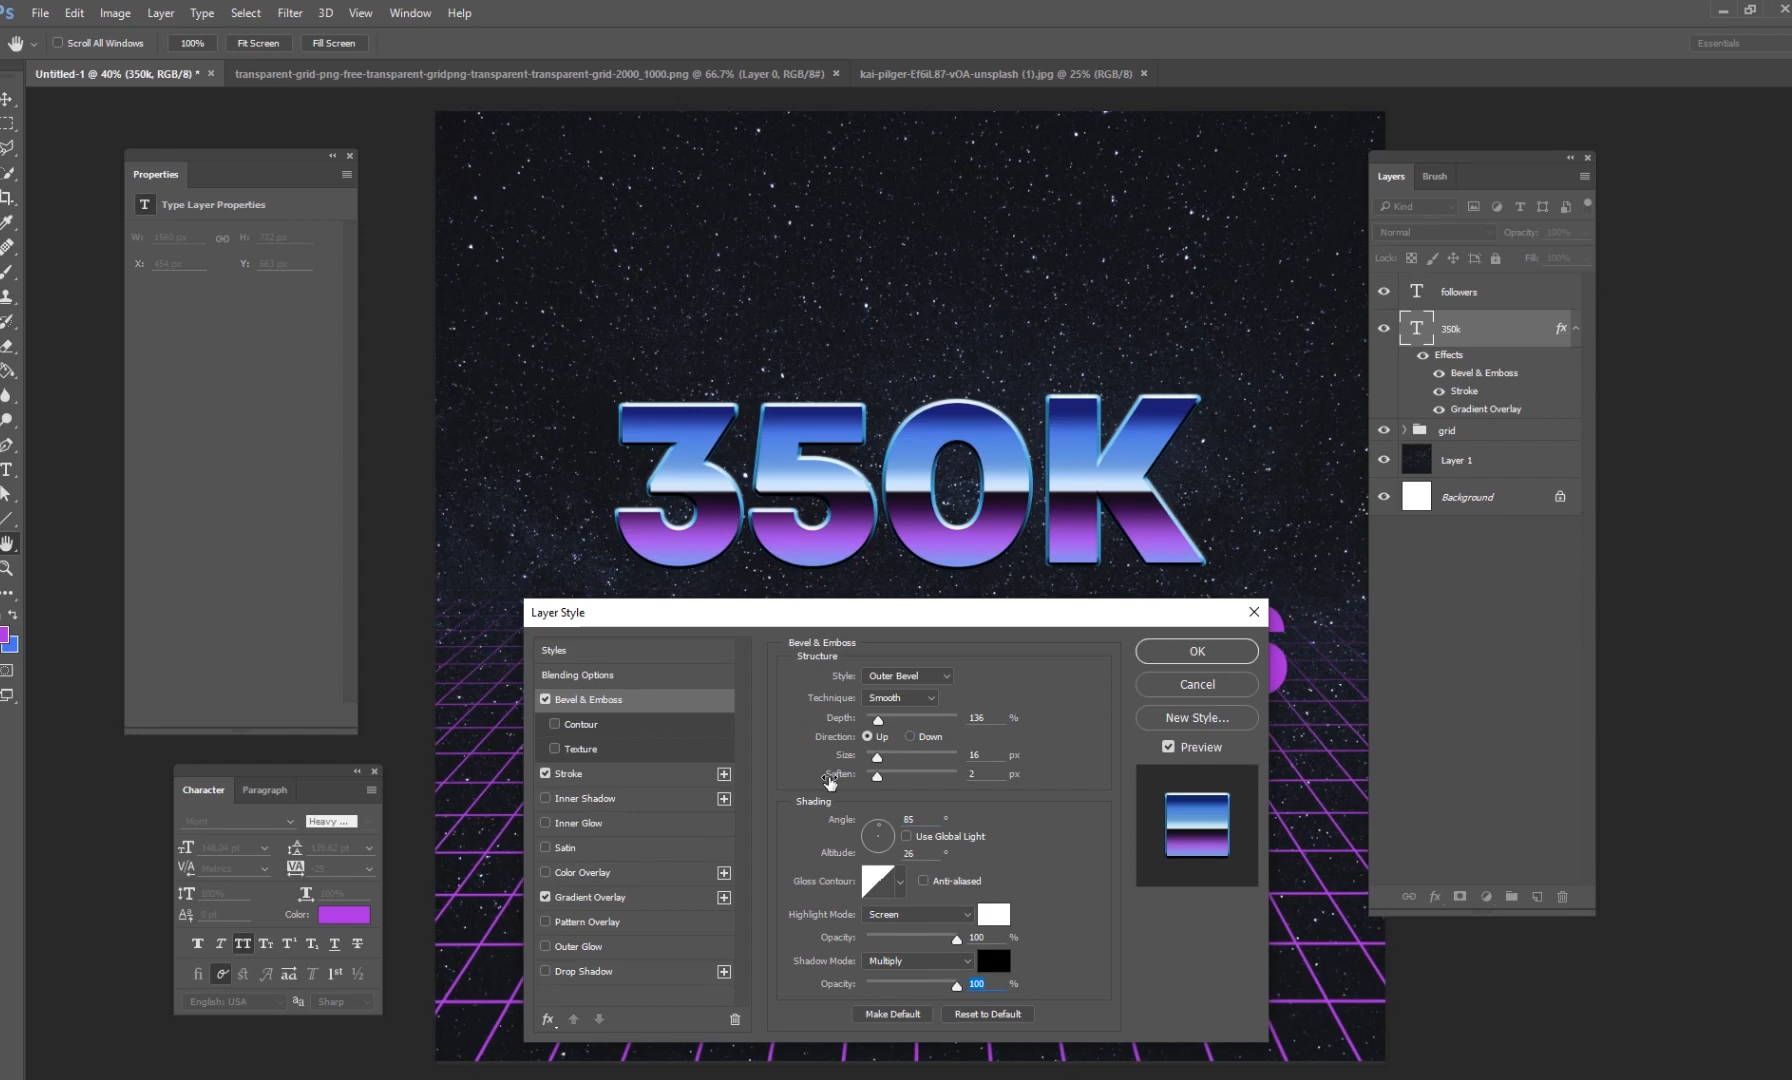 Ps File Edit Image Layer Type Select Filter 3D View Window Help
Scroll All Windows 100% Fit Screen Fill Screen Essentials
Untitled-1 @ 40% (350k, RGB/8) * × transparent-grid-png-free-transparent-gridpng-transparent-transparent-grid-2000_1000.png @ 66.7% (Layer 0, RGB/8#) × kai-pilger-Ef6iL87-vOA-unsplash (1).jpg @ 25% (RGB/8) ×
Properties
T Type Layer Properties
W: 1560 px H: 732 px
X: 454 px Y: 663 px
Layers Brush
Kind
Normal Opacity: 100%
Lock: Fill: 100%
T followers
T 350k fx
Effects
Bevel & Emboss
Stroke
Gradient Overlay
grid
Layer 1
Background
350K
Layer Style
Styles
Blending Options
Bevel & Emboss
Contour
Texture
Stroke
Inner Shadow
Inner Glow
Satin
Color Overlay
Gradient Overlay
Pattern Overlay
Outer Glow
Drop Shadow
fx
Bevel & Emboss
Structure
Style: Outer Bevel
Technique: Smooth
Depth: 136 %
Direction: Up Down
Size: 16 px
Soften: 2 px
Shading
Angle: 85 °
Use Global Light
Altitude: 26 °
Gloss Contour: Anti-aliased
Highlight Mode: Screen
Opacity: 100 %
Shadow Mode: Multiply
Opacity: 100 %
Make Default Reset to Default
OK
Cancel
New Style...
Preview
Character Paragraph
Mont Heavy ...
148.04 pt 139.62 pt
Metrics -25
100% 100%
0 pt Color:
English: USA aa Sharp